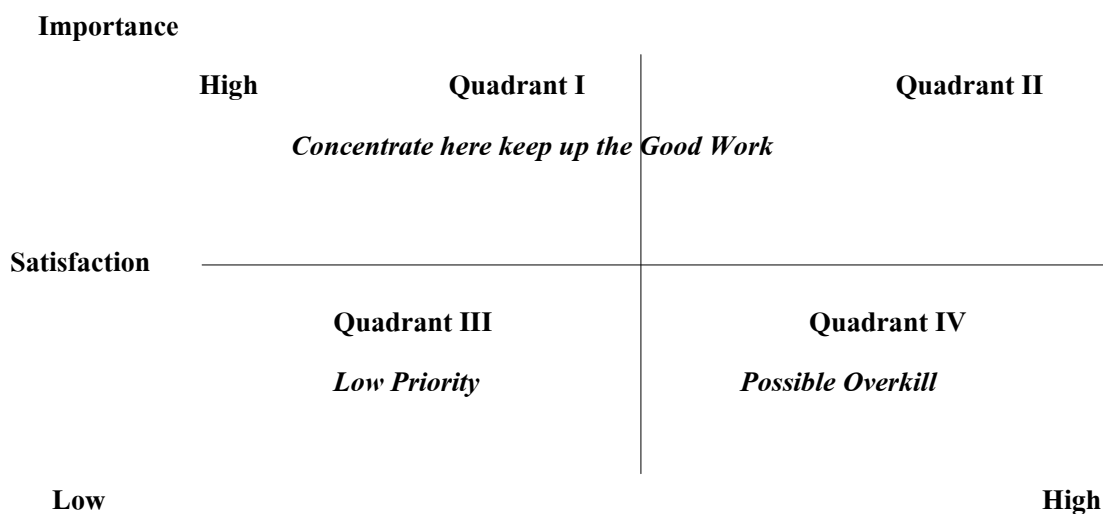 Importance
High Quadrant I Quadrant II
Concentrate here keep up the Good Work
Satisfaction
Quadrant III Quadrant IV
Low Priority Possible Overkill
Low High